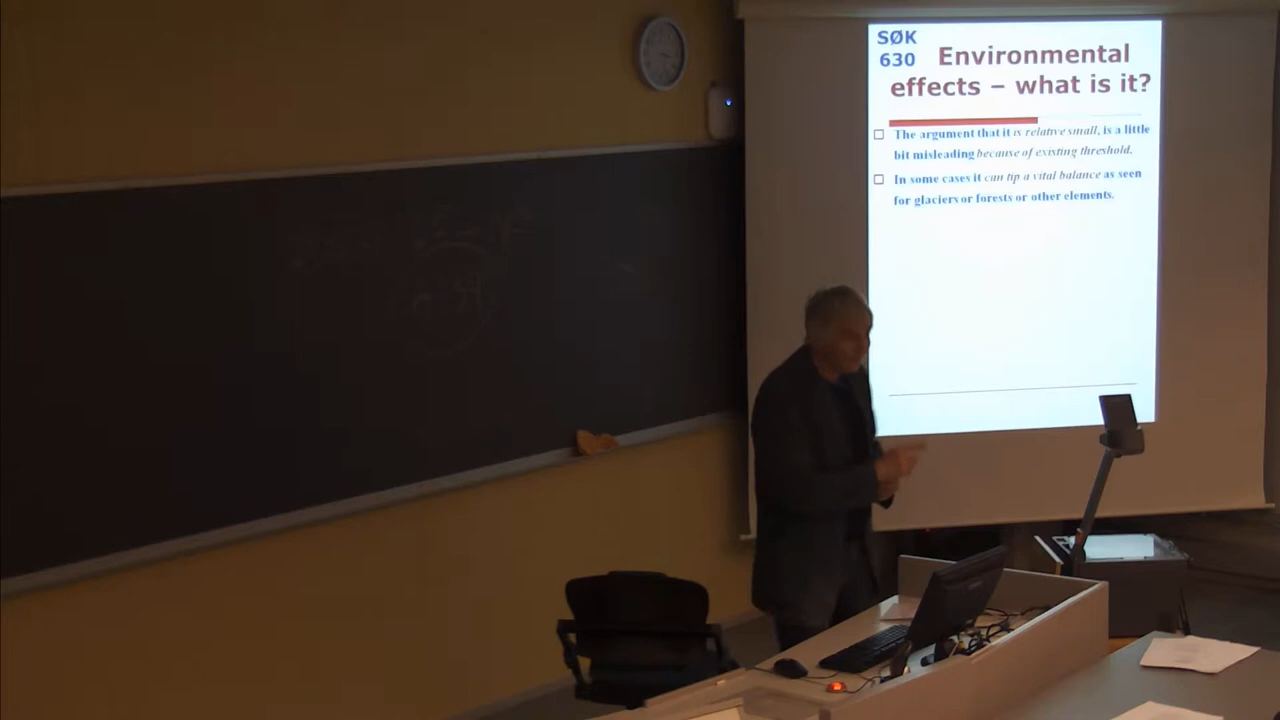 SØK
630
Environmental
effects – what is it?
The argument that it is relative small, is a little
bit misleading because of existing threshold.
In some cases it can tip a vital balance as seen
for glaciers or forests or other elements.